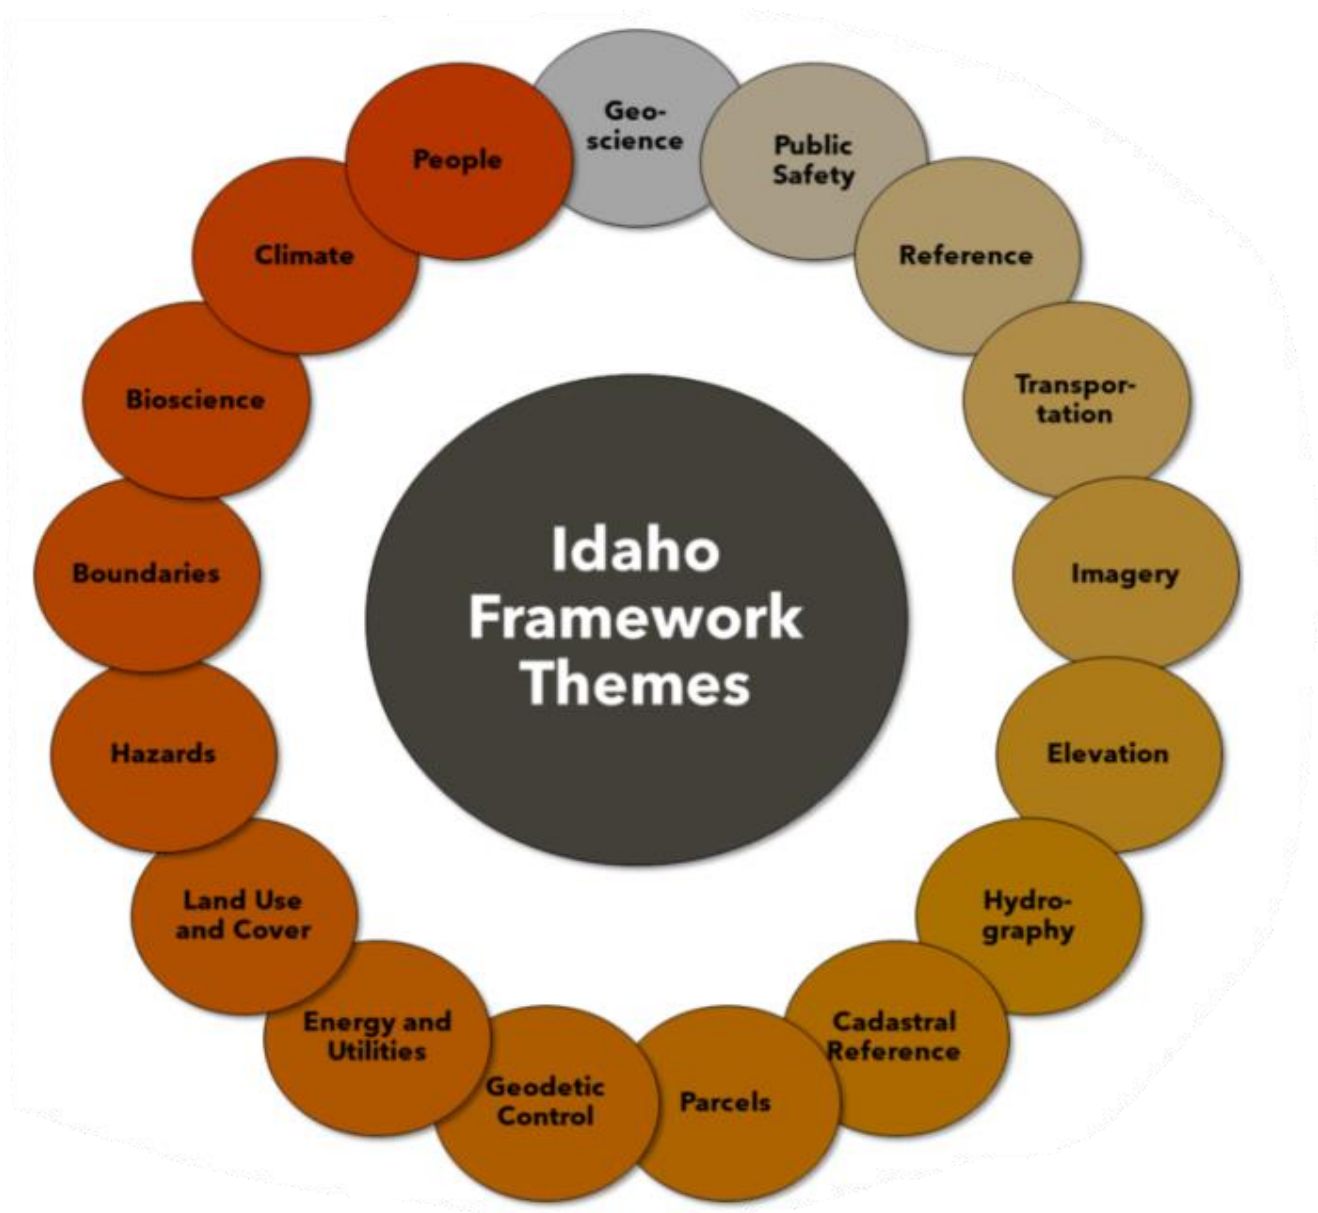 Geo-
science
Public
Safety
Reference
Transpor-
tation
Imagery
Elevation
Hydro-
graphy
Cadastral
Reference
Parcels
Geodetic
Control
Energy and
Utilities
Land Use
and Cover
Hazards
Boundaries
Bioscience
Climate
People
Idaho
Framework
Themes